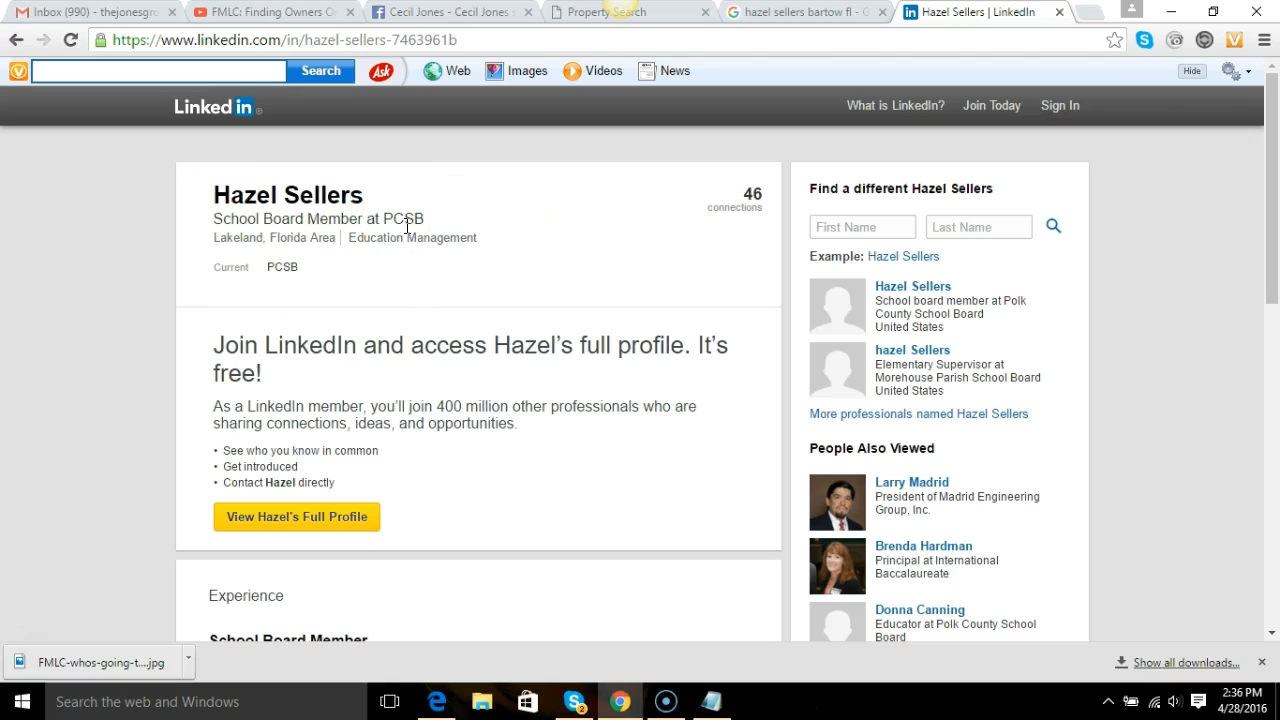 Inbox (990) - thejonesgr
FMLC: Finding Owners O
Cecil Jones - Cecil Jones
Property Search
hazel sellers bartow fl - G
Hazel Sellers | LinkedIn
https://www.linkedin.com/in/hazel-sellers-7463961b
Search
Ask
Web
Images
Videos
News
Hide
Linked in
What is LinkedIn?
Join Today
Sign In
Hazel Sellers
46
connections
School Board Member at PCSB
Lakeland, Florida Area
Education Management
Current
PCSB
Join LinkedIn and access Hazel's full profile. It's
free!
As a LinkedIn member, you'll join 400 million other professionals who are
sharing connections, ideas, and opportunities.
• See who you know in common
• Get introduced
• Contact Hazel directly
View Hazel's Full Profile
Experience
School Board Member
Find a different Hazel Sellers
First Name
Last Name
Example: Hazel Sellers
Hazel Sellers
School board member at Polk
County School Board
United States
hazel Sellers
Elementary Supervisor at
Morehouse Parish School Board
United States
More professionals named Hazel Sellers
People Also Viewed
Larry Madrid
President of Madrid Engineering
Group, Inc.
Brenda Hardman
Principal at International
Baccalaureate
Donna Canning
Educator at Polk County School
Board
FMLC-whos-going-t....jpg
Show all downloads...
Search the web and Windows
2
2:36 PM
4/28/2016